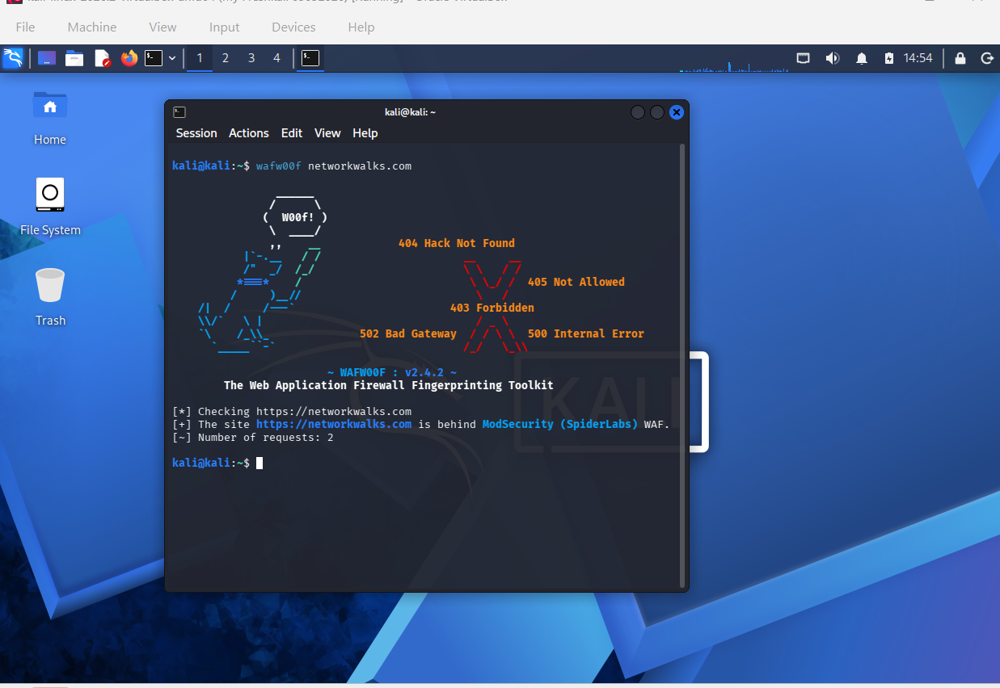 File Machine View Input Devices Help
1 2 3 4 14:54
Home
File System
Trash
kali@kali: ~
Session Actions Edit View Help
kali@kali:~$ wafw00f networkwalks.com
( W00f! )
404 Hack Not Found
405 Not Allowed
403 Forbidden
502 Bad Gateway 500 Internal Error
~ WAFW00F : v2.4.2 ~
The Web Application Firewall Fingerprinting Toolkit
[*] Checking https://networkwalks.com
[+] The site https://networkwalks.com is behind ModSecurity (SpiderLabs) WAF.
[~] Number of requests: 2
kali@kali:~$
KALI